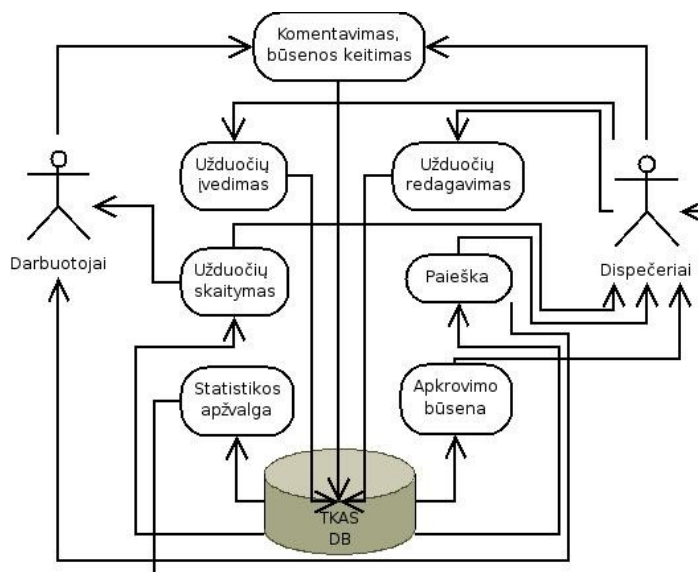 Komentavimas,
būsenos keitimas
Užduočių
įvedimas
Užduočių
redagavimas
Darbuotojai
Užduočių
skaitymas
Paieška
Dispečeriai
Statistikos
apžvalga
Apkrovimo
būsena
TKAS
DB